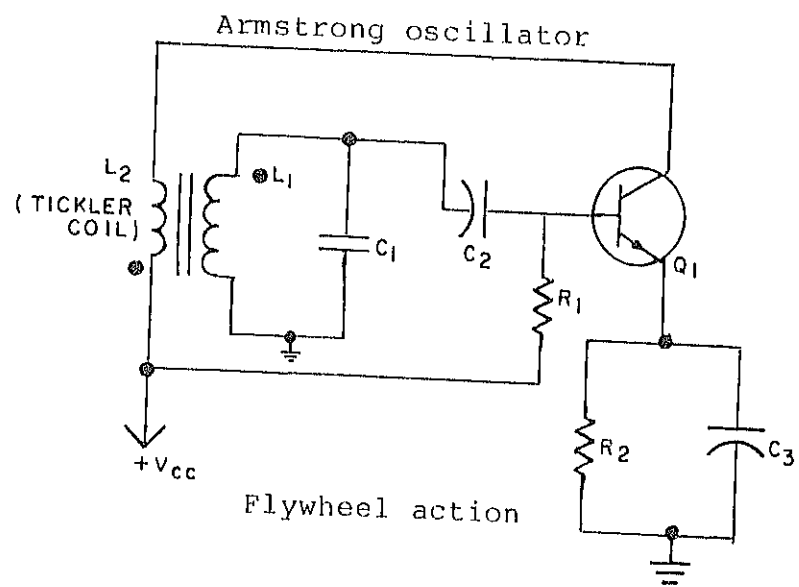 Armstrong oscillator
L2
(TICKLER
COIL)
L1
C1
C2
R1
Q1
R2
C3
+Vcc
Flywheel action